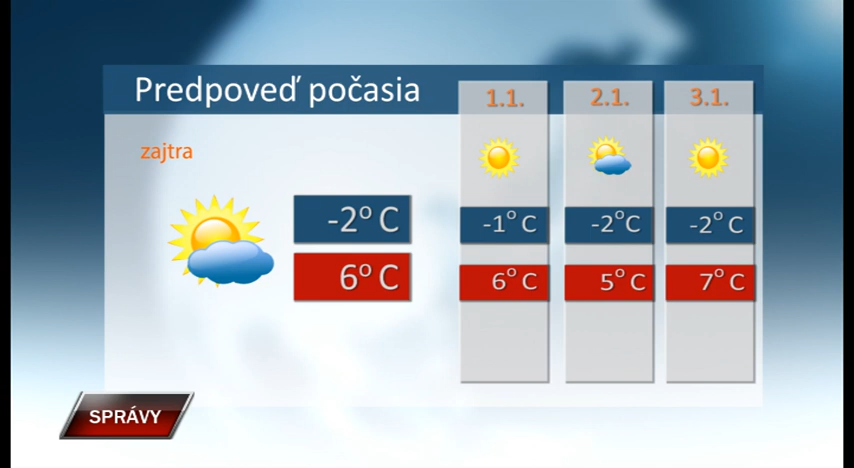 Predpoveď počasia
zajtra
-2° C
6° C
1.1.
2.1.
3.1.
-1° C
-2°C
-2° C
6° C
5° C
7° C
SPRÁVY